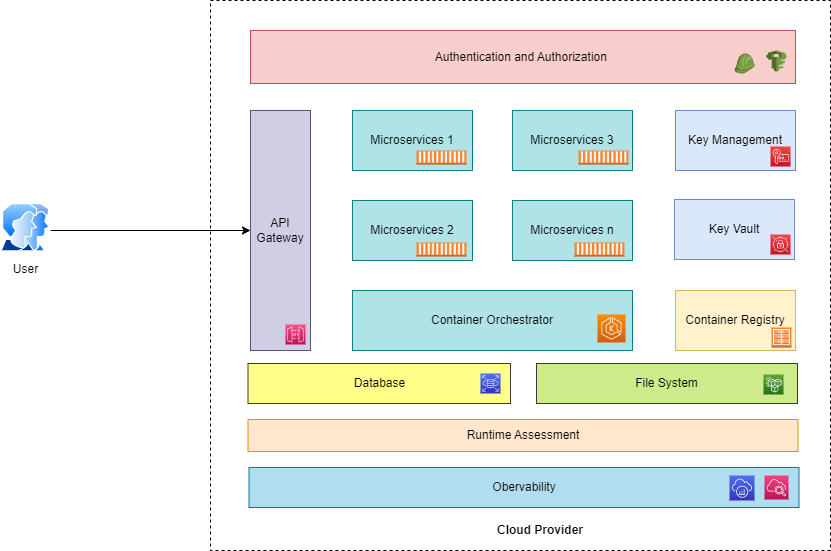 Authentication and Authorization
User
API
Gateway
Microservices 1
Microservices 3
Key Management
Microservices 2
Microservices n
Key Vault
Container Orchestrator
Container Registry
Database
File System
Runtime Assessment
Obervability
Cloud Provider